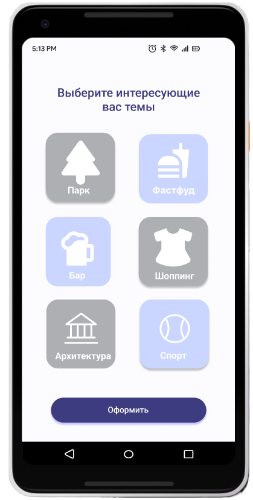 5:13 PM
Выберите интересующие
вас темы
Парк
Фастфуд
Бар
Шоппинг
Архитектура
Спорт
Оформить